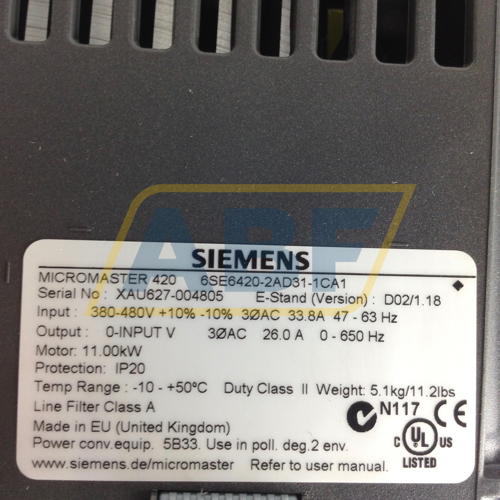 ABF
SIEMENS
MICROMASTER 420 6SE6420-2AD31-1CA1
Serial No : XAU627-004805 E-Stand (Version) : D02/1.18
Input : 380-480V +10% -10% 3ØAC 33.8A 47 - 63 Hz
Output : 0-INPUT V 3ØAC 26.0 A 0 - 650 Hz
Motor: 11.00kW
Protection: IP20
Temp Range : -10 - +50°C Duty Class II Weight: 5.1kg/11.2lbs
Line Filter Class A
N117 CE
Made in EU (United Kingdom)
C UL US
Power conv.equip. 5B33. Use in poll. deg.2 env.
LISTED
www.siemens.de/micromaster Refer to user manual.